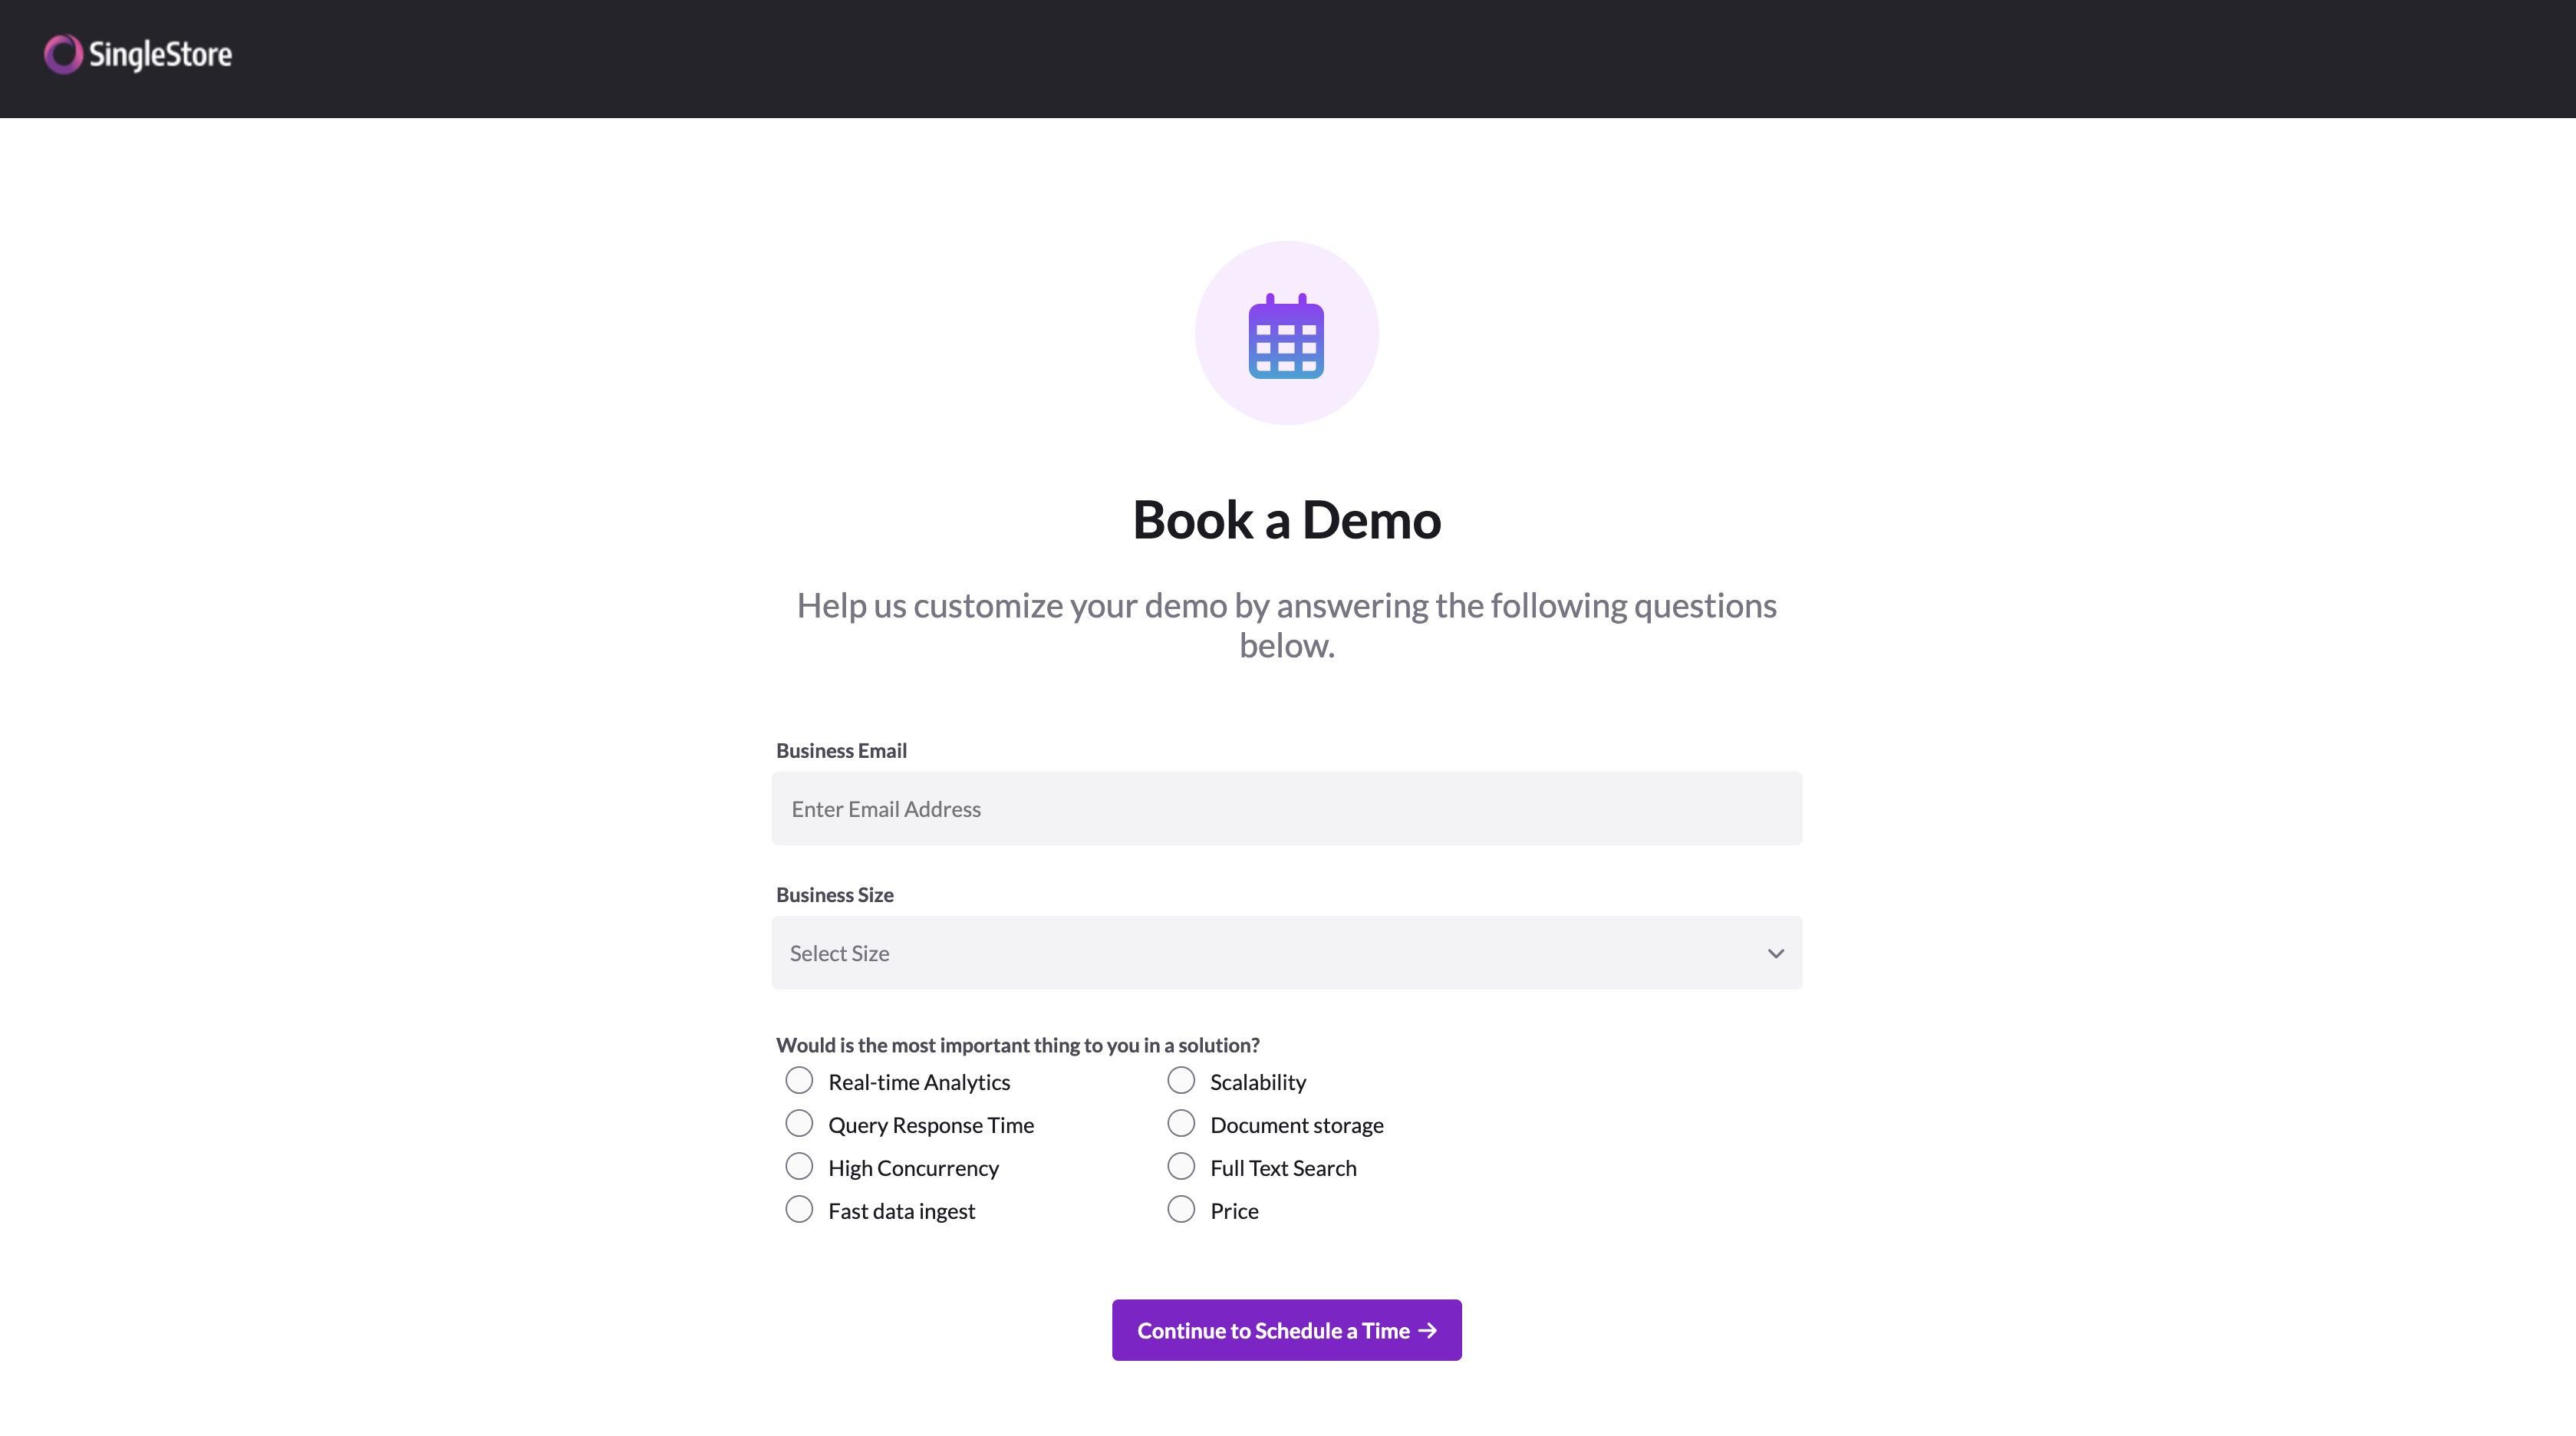 SingleStore
Book a Demo
Help us customize your demo by answering the following questions
below.
Business Email
Enter Email Address
Business Size
Select Size
Would is the most important thing to you in a solution?
Real-time Analytics
Scalability
Query Response Time
Document storage
High Concurrency
Full Text Search
Fast data ingest
Price
Continue to Schedule a Time →